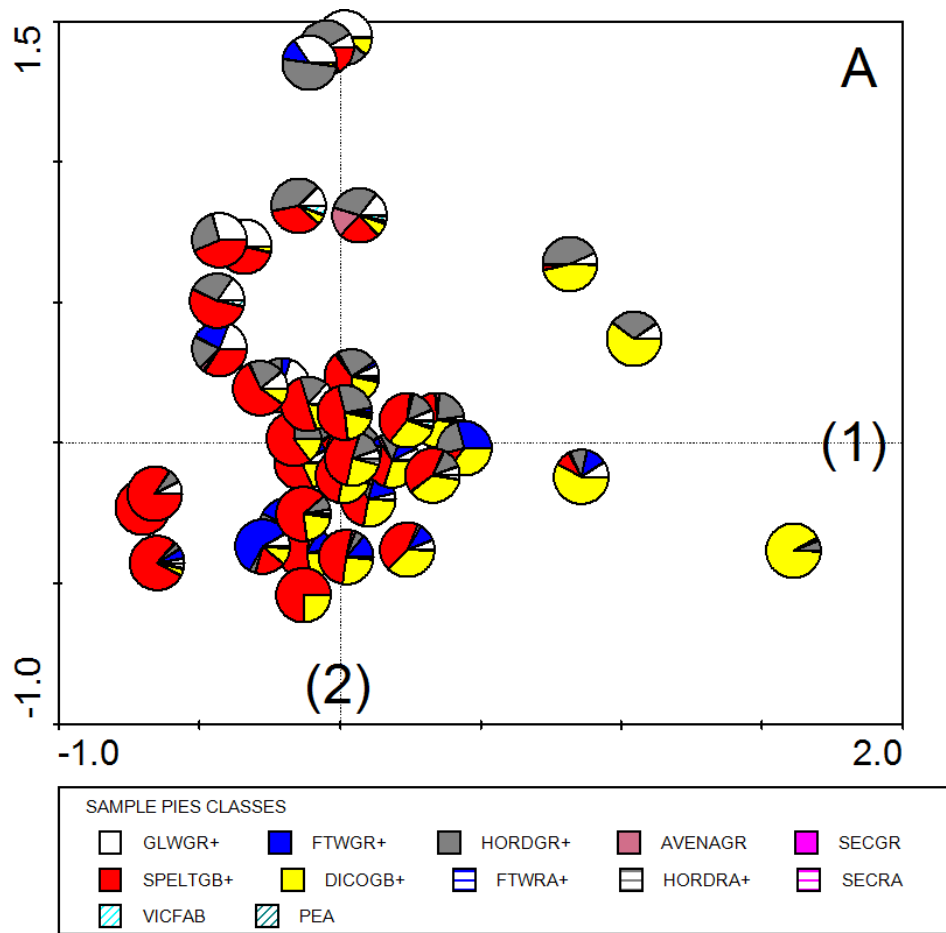 1.5
A
(1)
(2)
-1.0
-1.0
2.0
SAMPLE PIES CLASSES
GLWGR+ FTWGR+ HORDGR+ AVENAGR SECGR
SPELTGB+ DICOGB+ FTWRA+ HORDRA+ SECRA
VICFAB PEA